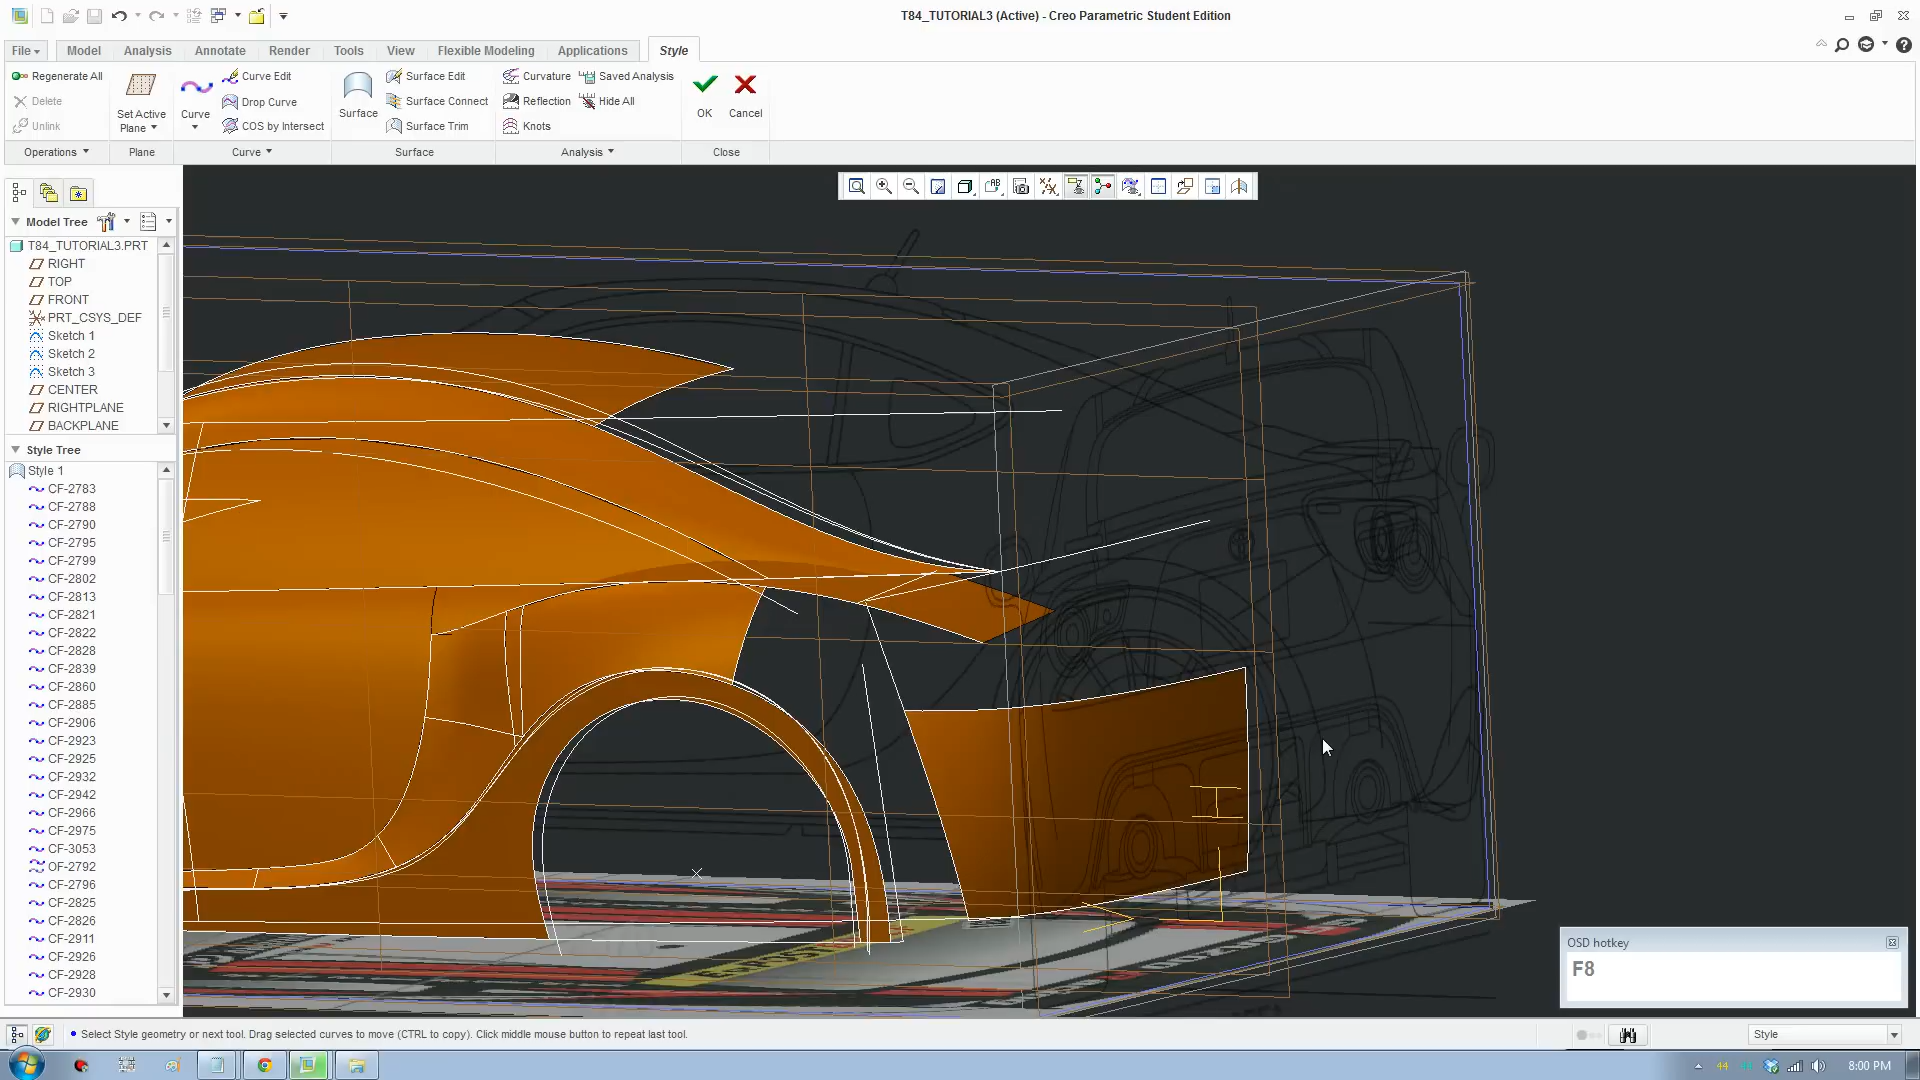 T84_TUTORIAL3 (Active) - Creo Parametric Student Edition
File
Model
Analysis
Annotate
Render
Tools
View
Flexible Modeling
Applications
Style
Regenerate All
Delete
Unlink
Set Active
Plane
Curve
Curve Edit
Drop Curve
COS by Intersect
Surface
Surface Edit
Surface Connect
Surface Trim
Curvature
Reflection
Knots
Saved Analysis
Hide All
OK
Cancel
Operations
Plane
Curve
Surface
Analysis
Close
Model Tree
T84_TUTORIAL3.PRT
RIGHT
TOP
FRONT
PRT_CSYS_DEF
Sketch 1
Sketch 2
Sketch 3
CENTER
RIGHTPLANE
BACKPLANE
Style Tree
Style 1
CF-2783
CF-2788
CF-2790
CF-2795
CF-2799
CF-2802
CF-2813
CF-2821
CF-2822
CF-2828
CF-2839
CF-2860
CF-2885
CF-2906
CF-2923
CF-2925
CF-2932
CF-2942
CF-2966
CF-2975
CF-3053
OF-2792
CF-2796
CF-2825
CF-2826
CF-2911
CF-2926
CF-2928
CF-2930
OSD hotkey
F8
Select Style geometry or next tool. Drag selected curves to move (CTRL to copy). Click middle mouse button to repeat last tool.
Style
44
8:00 PM